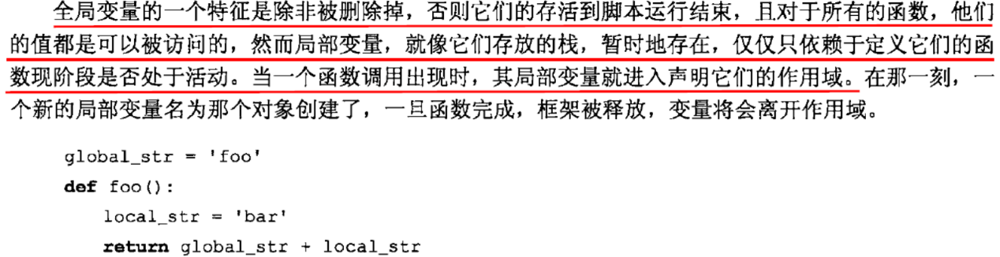 全局变量的一个特征是除非被删除掉，否则它们的存活到脚本运行结束，且对于所有的函数，他们
的值都是可以被访问的，然而局部变量，就像它们存放的栈，暂时地存在，仅仅只依赖于定义它们的函
数现阶段是否处于活动。当一个函数调用出现时，其局部变量就进入声明它们的作用域。在那一刻，一
个新的局部变量名为那个对象创建了，一旦函数完成，框架被释放，变量将会离开作用域。
global_str = 'foo'
def foo():
    local_str = 'bar'
    return global_str + local_str